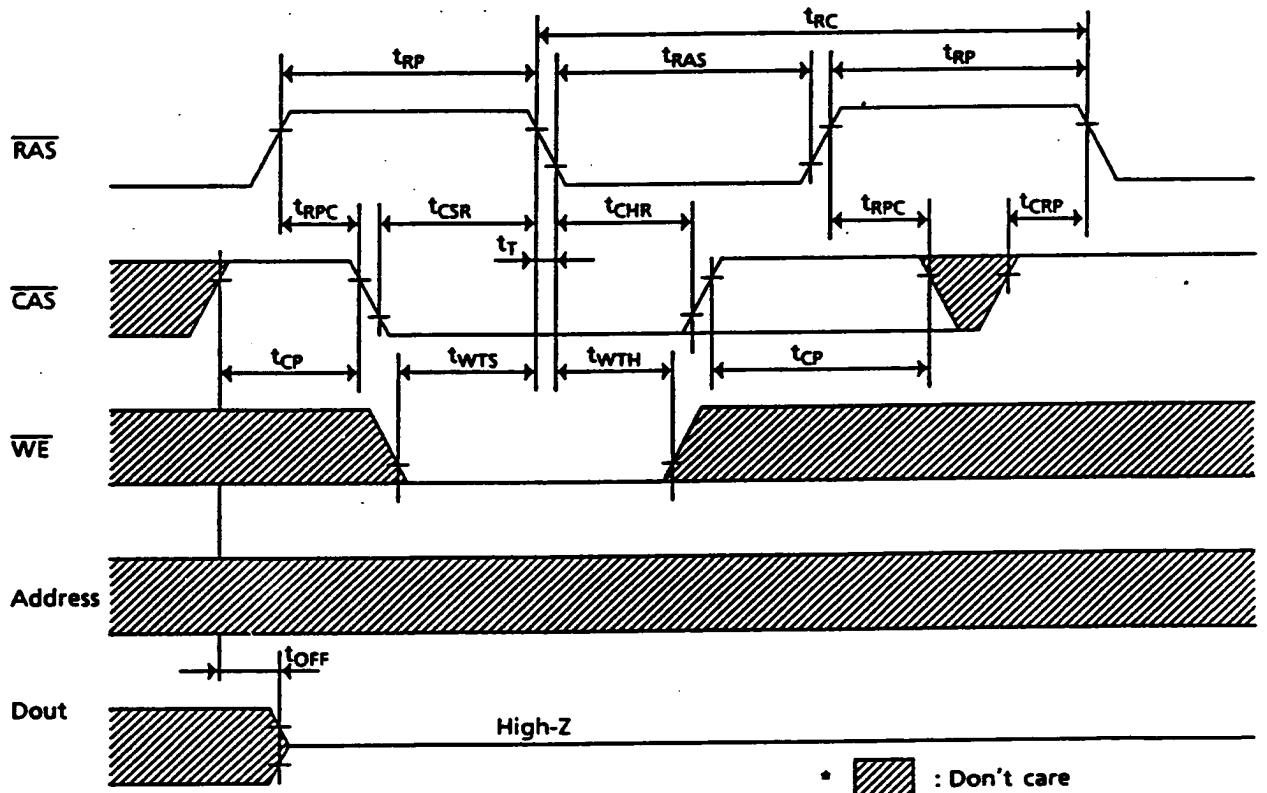 tRC
tRP tRAS tRP
RAS
tRPC tCSR tCHR tRPC tCRP
tT
CAS
tCP tWTS tWTH tCP
WE
Address
tOFF
Dout
High-Z
* : Don't care